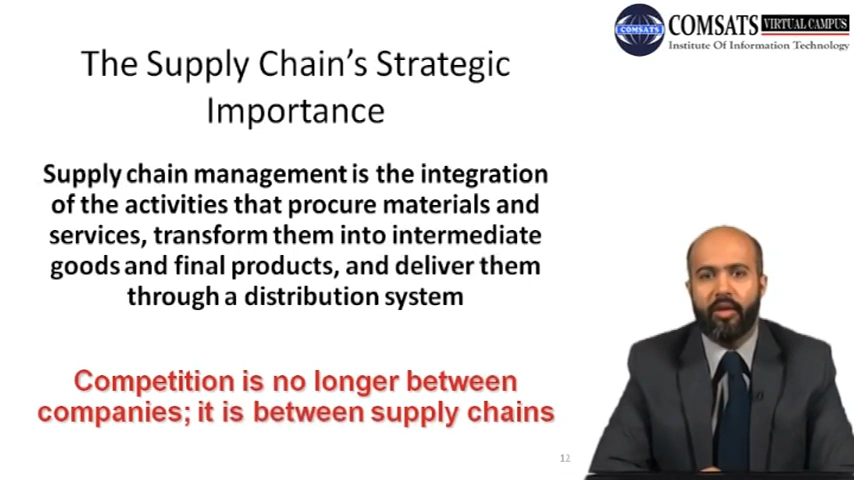 COMSATS VIRTUAL CAMPUS
COMSATS
Institute Of Information Technology
The Supply Chain's Strategic
Importance
Supply chain management is the integration
of the activities that procure materials and
services, transform them into intermediate
goods and final products, and deliver them
through a distribution system
Competition is no longer between
companies; it is between supply chains
12